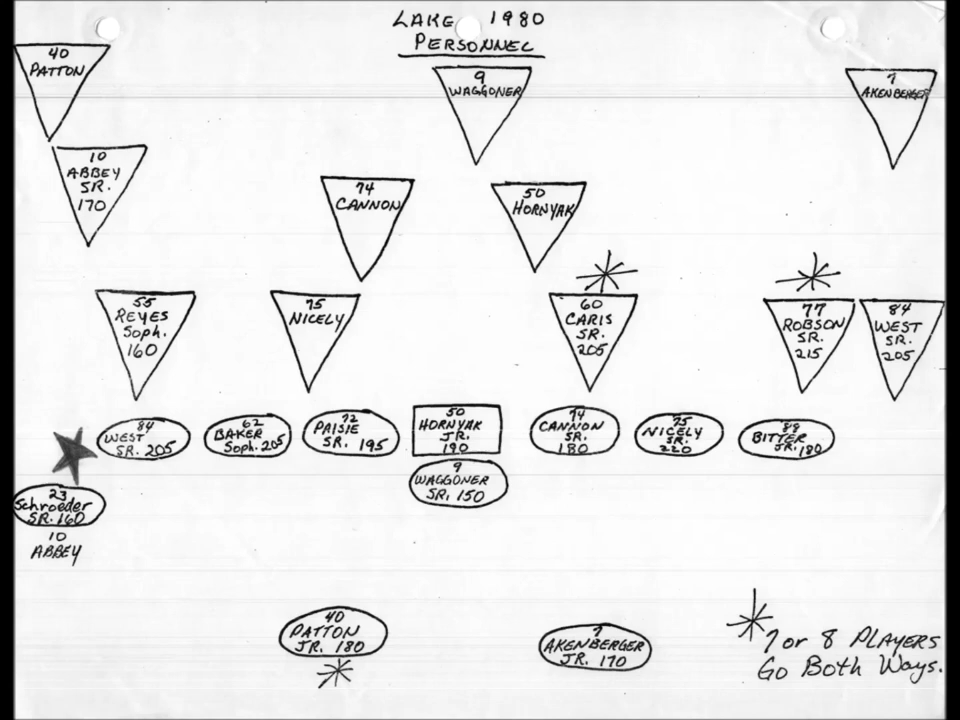 LAKE 1980
PERSONNEL
40
PATTON
9
WAGGONER
7
AKENBERGER
10
ABBEY
SR.
170
74
CANNON
50
HORNYAK
55
REYES
Soph.
160
75
NICELY
60
CARIS
SR.
205
77
ROBSON
SR.
215
84
WEST
SR.
205
84
WEST
SR. 205
62
BAKER
Soph. 205
72
PAISIE
SR. 195
50
HORNYAK
JR.
190
74
CANNON
SR.
180
75
NICELY
SR.
220
88
BITTER
JR. 180
9
WAGGONER
SR. 150
23
Schroeder
SR. 160
10
ABBEY
40
PATTON
JR. 180
7
AKENBERGER
JR. 170
7 or 8 PLAYERS
Go Both Ways.